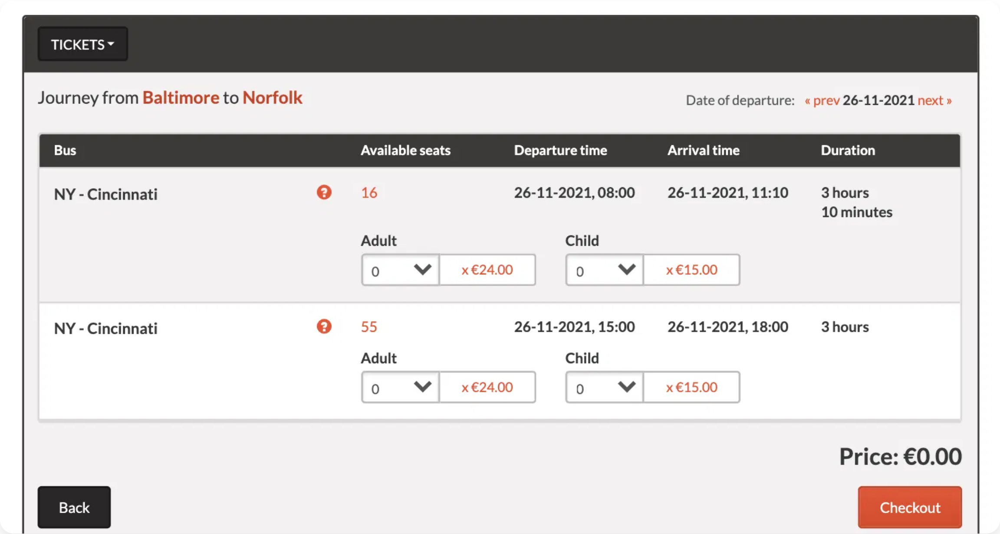 TICKETS
Journey from Baltimore to Norfolk
Date of departure: « prev 26-11-2021 next »
Bus Available seats Departure time Arrival time Duration
NY - Cincinnati ? 16 26-11-2021, 08:00 26-11-2021, 11:10 3 hours
10 minutes
Adult Child
0 x €24.00 0 x €15.00
NY - Cincinnati ? 55 26-11-2021, 15:00 26-11-2021, 18:00 3 hours
Adult Child
0 x €24.00 0 x €15.00
Price: €0.00
Back Checkout